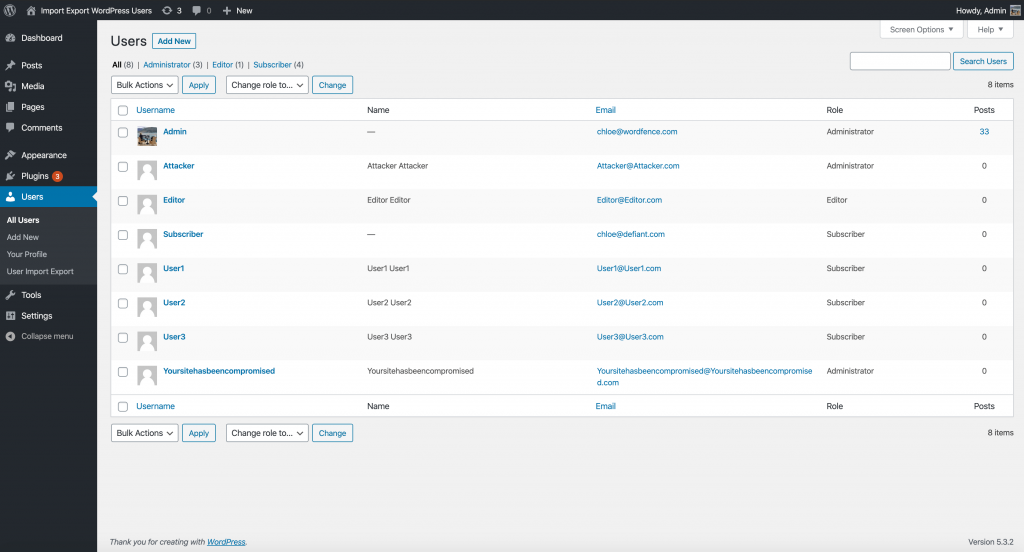 Import Export WordPress Users 3 0 New Howdy, Admin
Screen Options Help
Dashboard
Posts
Media
Pages
Comments
Appearance
Plugins 3
Users
All Users
Add New
Your Profile
User Import Export
Tools
Settings
Collapse menu
Users Add New
All (8) | Administrator (3) | Editor (1) | Subscriber (4)
Search Users
Bulk Actions Apply Change role to... Change 8 items
Username Name Email Role Posts
Admin — chloe@wordfence.com Administrator 33
Attacker Attacker Attacker Attacker@Attacker.com Administrator 0
Editor Editor Editor Editor@Editor.com Editor 0
Subscriber — chloe@defiant.com Subscriber 0
User1 User1 User1 User1@User1.com Subscriber 0
User2 User2 User2 User2@User2.com Subscriber 0
User3 User3 User3 User3@User3.com Subscriber 0
Yoursitehasbeencompromised Yoursitehasbeencompromised Yoursitehasbeencompromised@Yoursitehasbeencompromise Administrator 0
d.com
Username Name Email Role Posts
Bulk Actions Apply Change role to... Change 8 items
Thank you for creating with WordPress. Version 5.3.2